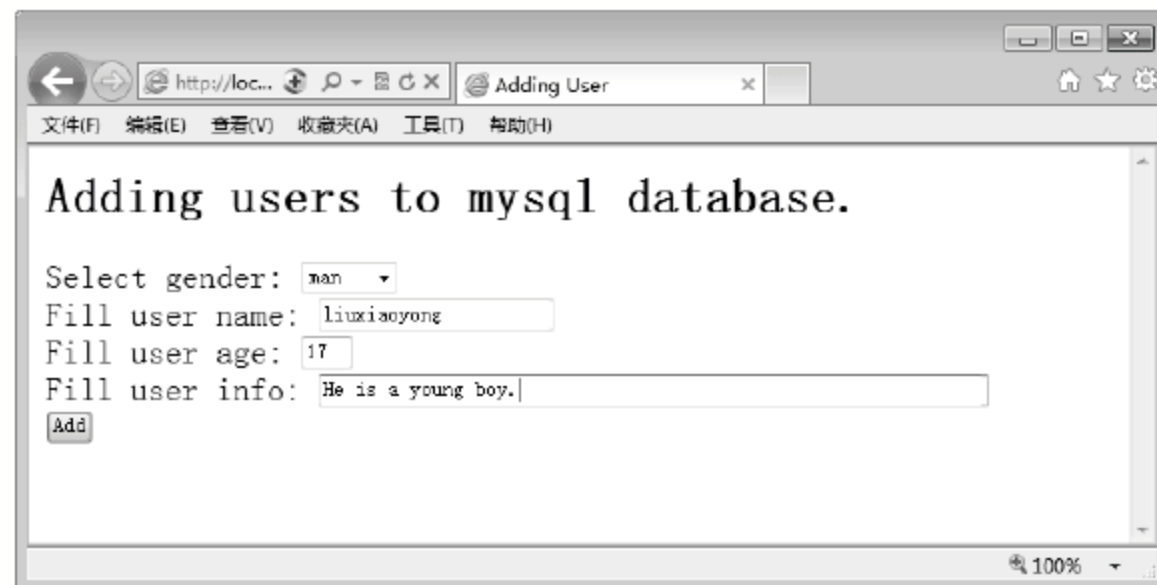 http://loc... Adding User
文件(F) 编辑(E) 查看(V) 收藏夹(A) 工具(T) 帮助(H)
Adding users to mysql database.
Select gender: man
Fill user name: liuxiaoyong
Fill user age: 17
Fill user info: He is a young boy.
Add
100%